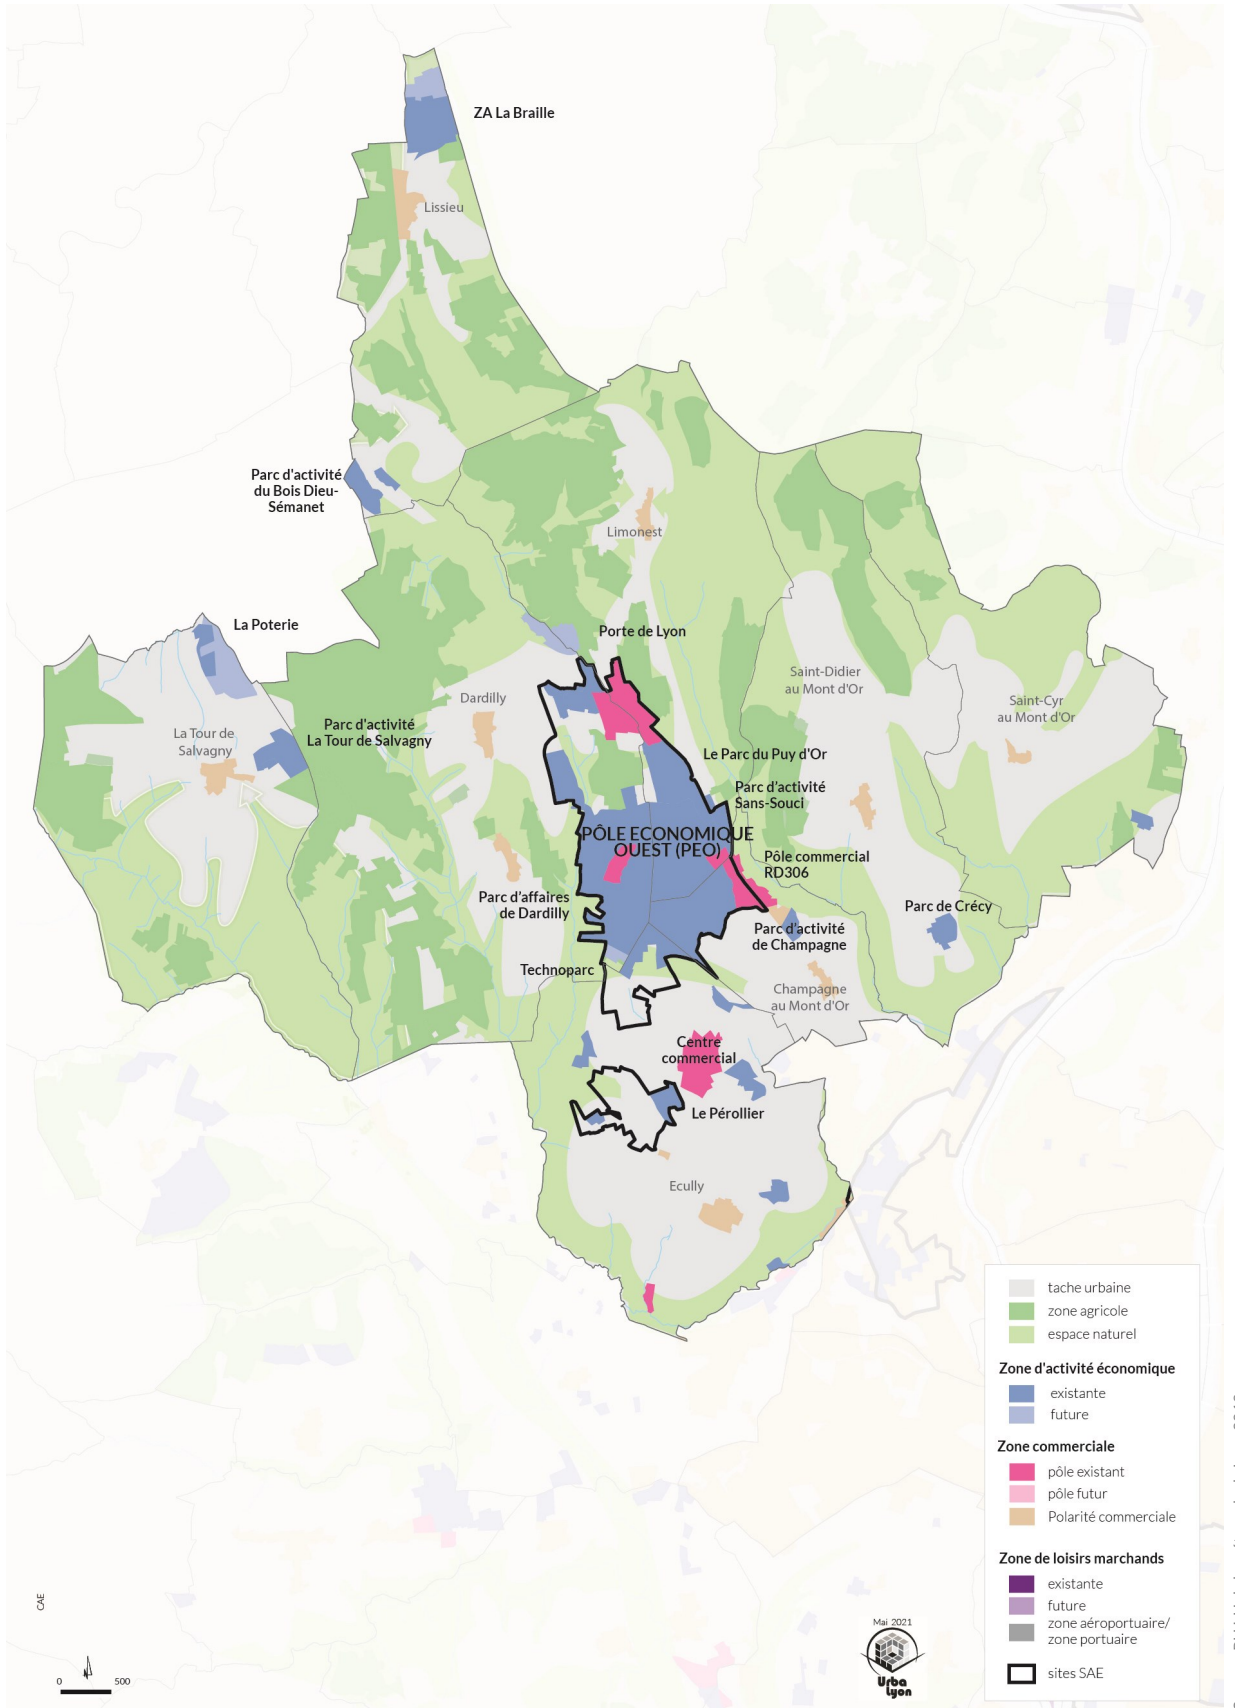 ZA La Braille
Lissieu
Parc d'activité
du Bois Dieu-
Sémanet
Limonest
La Poterie
Porte de Lyon
Saint-Didier
au Mont d'Or
Saint-Cyr
au Mont d'Or
Dardilly
La Tour de
Salvagny
Parc d'activité
La Tour de Salvagny
Le Parc du Puy d'Or
Parc d'activité
Sans-Souci
PÔLE ECONOMIQUE
OUEST (PEO)
Pôle commercial
RD306
Parc d'affaires
de Dardilly
Parc de Crécy
Parc d'activité
de Champagne
Technoparc
Champagne
au Mont d'Or
Centre
commercial
Le Pérollier
Ecully
tache urbaine
zone agricole
espace naturel
Zone d'activité économique
existante
future
Zone commerciale
pôle existant
pôle futur
Polarité commerciale
Zone de loisirs marchands
existante
future
zone aéroportuaire/
zone portuaire
sites SAE
CAE
0 500
Mai 2021
Urba
Lyon